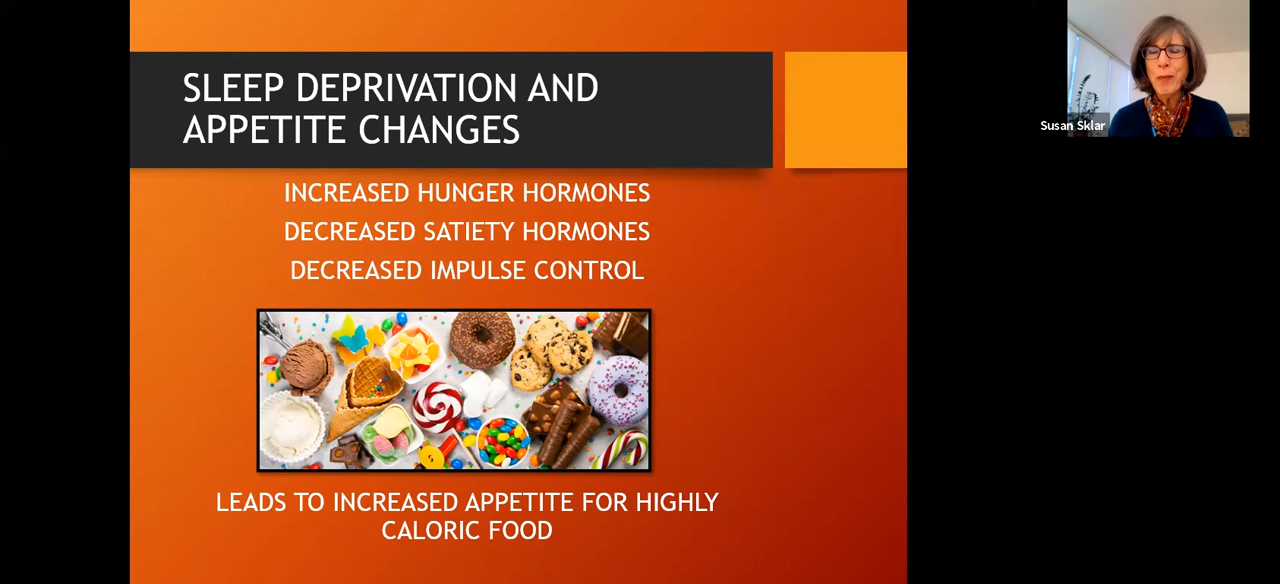 SLEEP DEPRIVATION AND
APPETITE CHANGES
INCREASED HUNGER HORMONES
DECREASED SATIETY HORMONES
DECREASED IMPULSE CONTROL
LEADS TO INCREASED APPETITE FOR HIGHLY
CALORIC FOOD
Susan Sklar